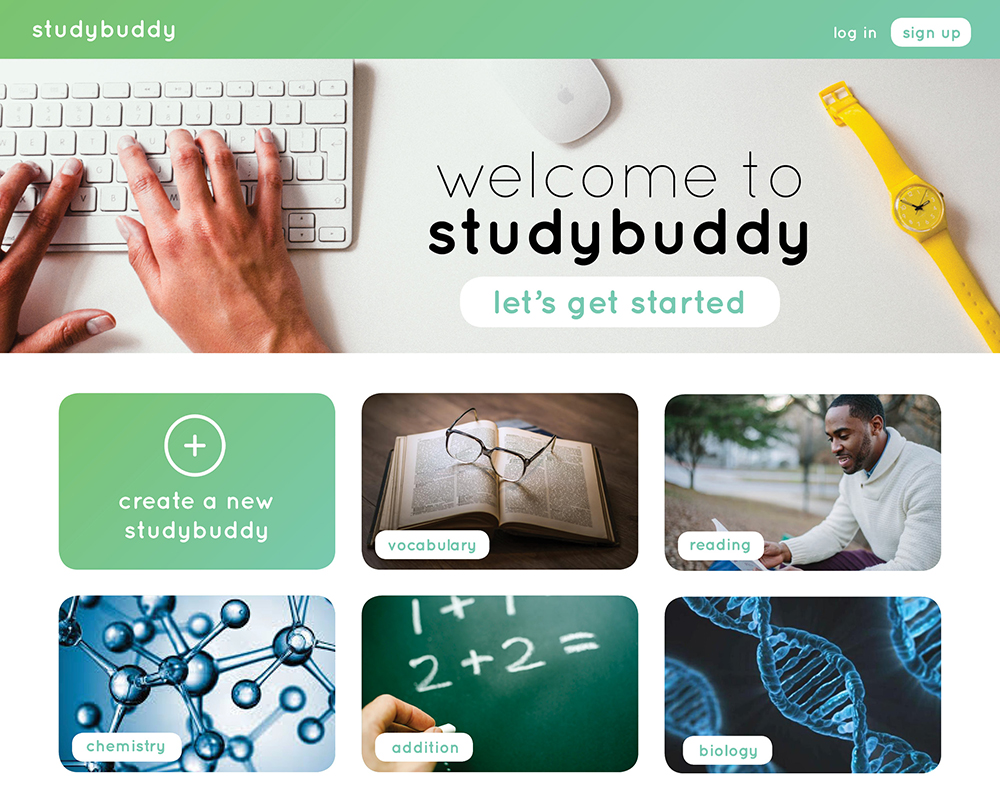 studybuddy
log in
sign up
welcome to
studybuddy
let's get started
create a new
studybuddy
vocabulary
reading
1 + 1
2 + 2 =
chemistry
addition
biology